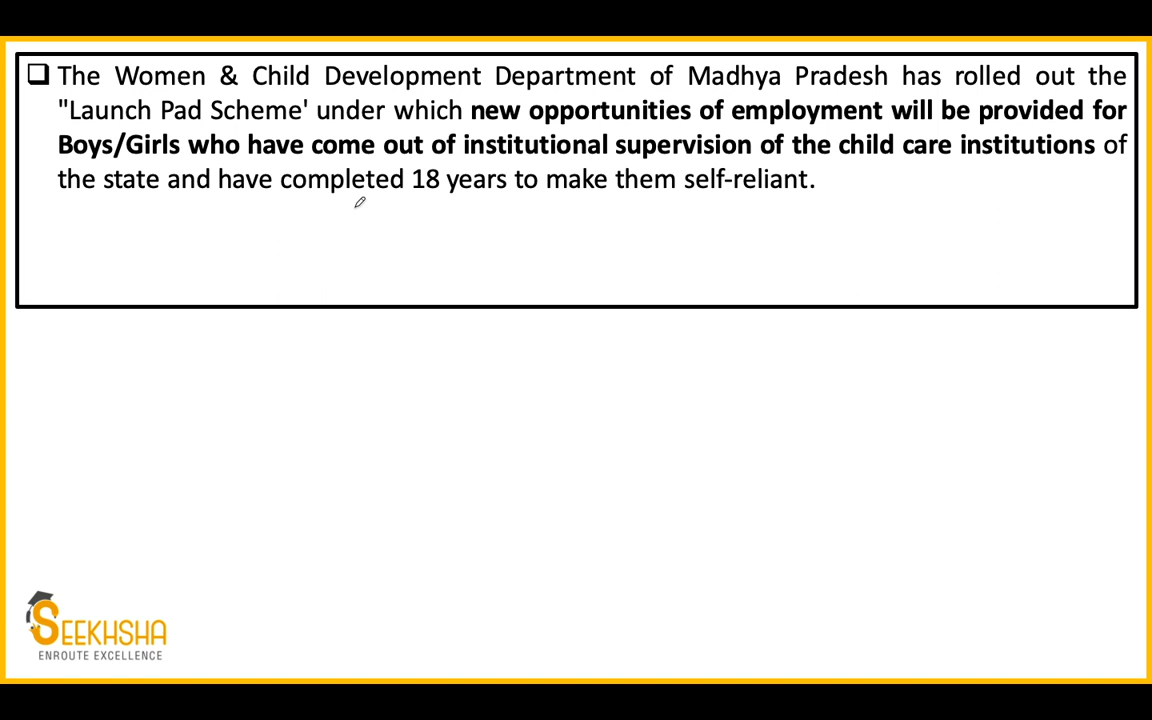 The Women & Child Development Department of Madhya Pradesh has rolled out the
"Launch Pad Scheme' under which new opportunities of employment will be provided for
Boys/Girls who have come out of institutional supervision of the child care institutions of
the state and have completed 18 years to make them self-reliant.
SEEKHSHA
ENROUTE EXCELLENCE